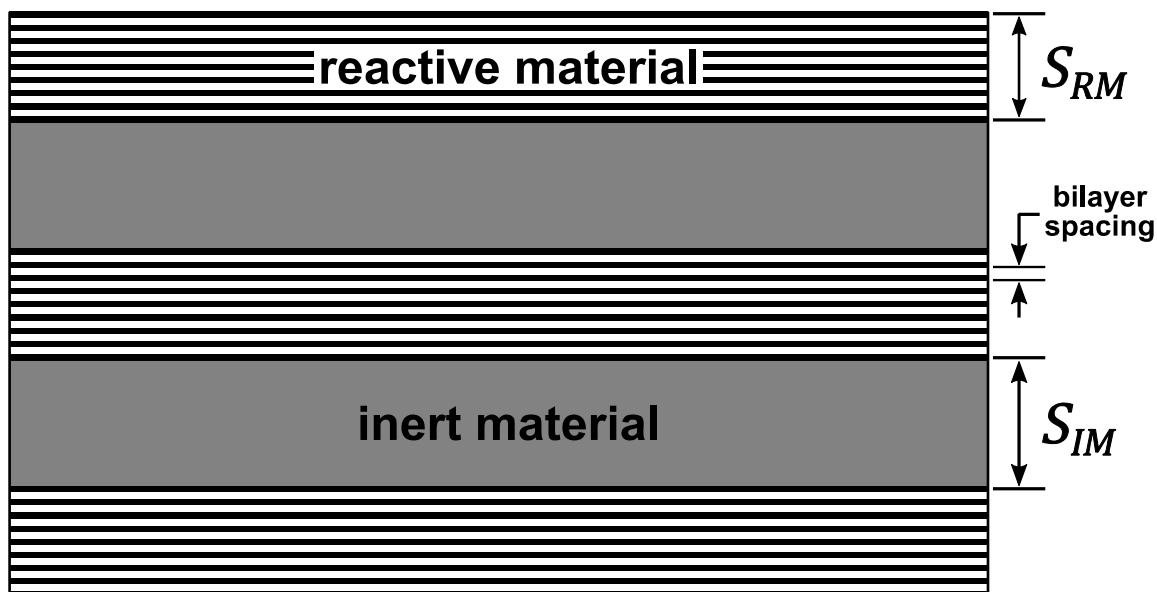 reactive material
S_RM
bilayer
spacing
inert material
S_IM